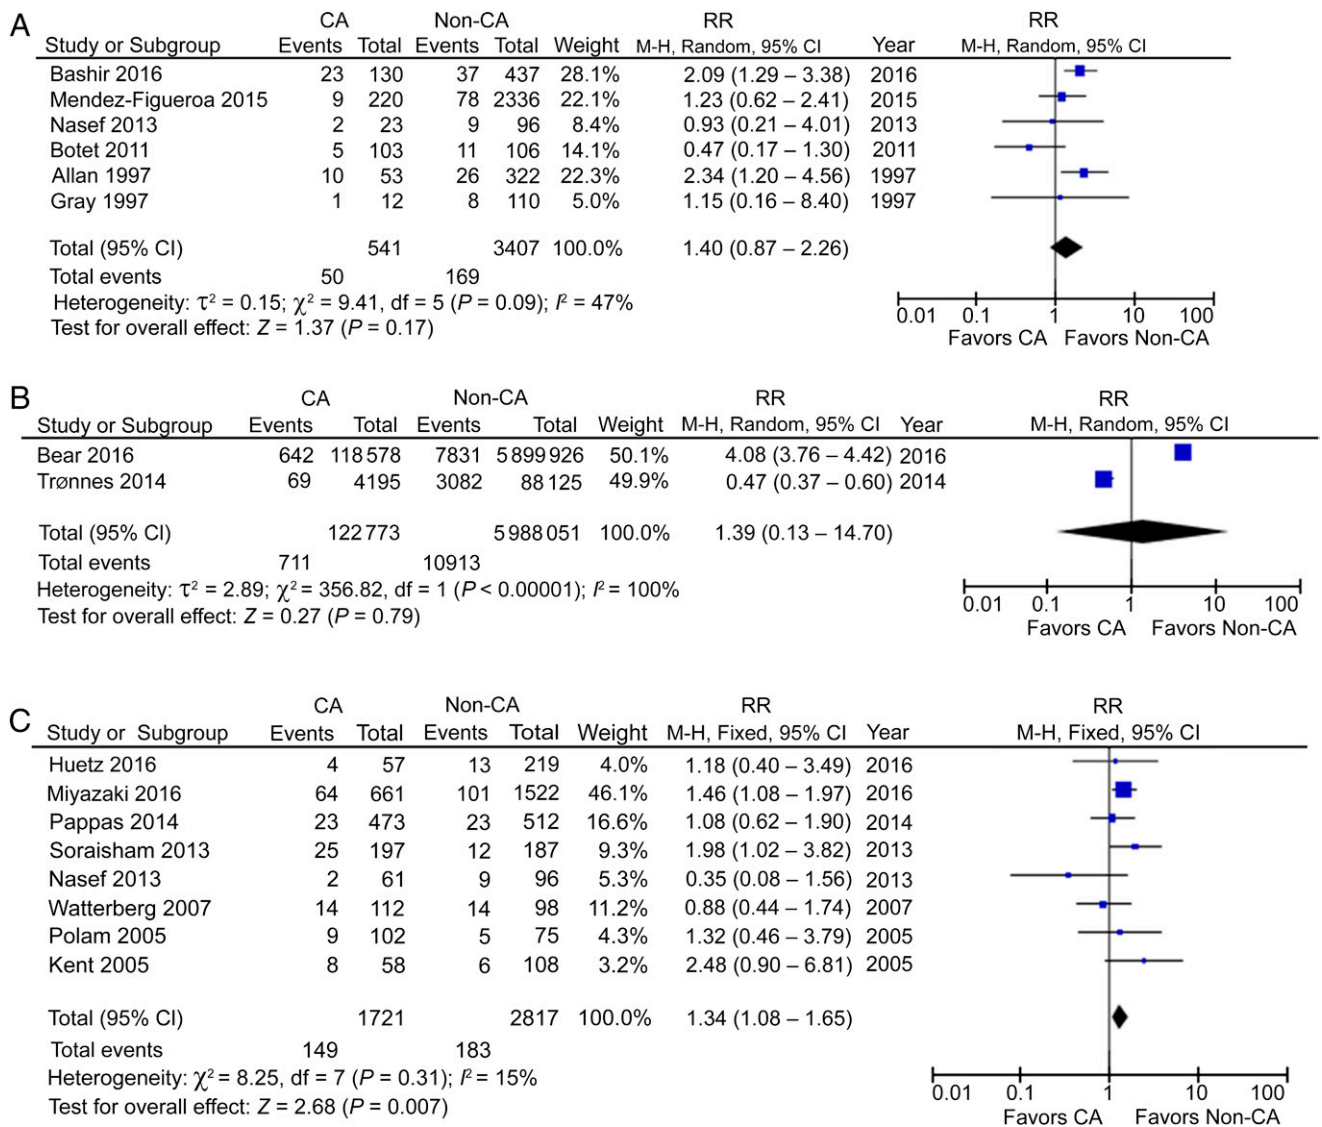 A
CA Non-CA RR RR
Study or Subgroup Events Total Events Total Weight M-H, Random, 95% CI Year M-H, Random, 95% CI
Bashir 2016 23 130 37 437 28.1% 2.09 (1.29 – 3.38) 2016
Mendez-Figueroa 2015 9 220 78 2336 22.1% 1.23 (0.62 – 2.41) 2015
Nasef 2013 2 23 9 96 8.4% 0.93 (0.21 – 4.01) 2013
Botet 2011 5 103 11 106 14.1% 0.47 (0.17 – 1.30) 2011
Allan 1997 10 53 26 322 22.3% 2.34 (1.20 – 4.56) 1997
Gray 1997 1 12 8 110 5.0% 1.15 (0.16 – 8.40) 1997
Total (95% CI) 541 3407 100.0% 1.40 (0.87 – 2.26)
Total events 50 169
Heterogeneity: τ² = 0.15; χ² = 9.41, df = 5 (P = 0.09); I² = 47%
Test for overall effect: Z = 1.37 (P = 0.17)
0.01 0.1 1 10 100
Favors CA Favors Non-CA
B
CA Non-CA RR RR
Study or Subgroup Events Total Events Total Weight M-H, Random, 95% CI Year M-H, Random, 95% CI
Bear 2016 642 118 578 7831 5 899 926 50.1% 4.08 (3.76 – 4.42) 2016
Trønnes 2014 69 4195 3082 88 125 49.9% 0.47 (0.37 – 0.60) 2014
Total (95% CI) 122 773 5 988 051 100.0% 1.39 (0.13 – 14.70)
Total events 711 10913
Heterogeneity: τ² = 2.89; χ² = 356.82, df = 1 (P < 0.00001); I² = 100%
Test for overall effect: Z = 0.27 (P = 0.79)
0.01 0.1 1 10 100
Favors CA Favors Non-CA
C
CA Non-CA RR RR
Study or Subgroup Events Total Events Total Weight M-H, Fixed, 95% CI Year M-H, Fixed, 95% CI
Huetz 2016 4 57 13 219 4.0% 1.18 (0.40 – 3.49) 2016
Miyazaki 2016 64 661 101 1522 46.1% 1.46 (1.08 – 1.97) 2016
Pappas 2014 23 473 23 512 16.6% 1.08 (0.62 – 1.90) 2014
Soraisham 2013 25 197 12 187 9.3% 1.98 (1.02 – 3.82) 2013
Nasef 2013 2 61 9 96 5.3% 0.35 (0.08 – 1.56) 2013
Watterberg 2007 14 112 14 98 11.2% 0.88 (0.44 – 1.74) 2007
Polam 2005 9 102 5 75 4.3% 1.32 (0.46 – 3.79) 2005
Kent 2005 8 58 6 108 3.2% 2.48 (0.90 – 6.81) 2005
Total (95% CI) 1721 2817 100.0% 1.34 (1.08 – 1.65)
Total events 149 183
Heterogeneity: χ² = 8.25, df = 7 (P = 0.31); I² = 15%
Test for overall effect: Z = 2.68 (P = 0.007)
0.01 0.1 1 10 100
Favors CA Favors Non-CA